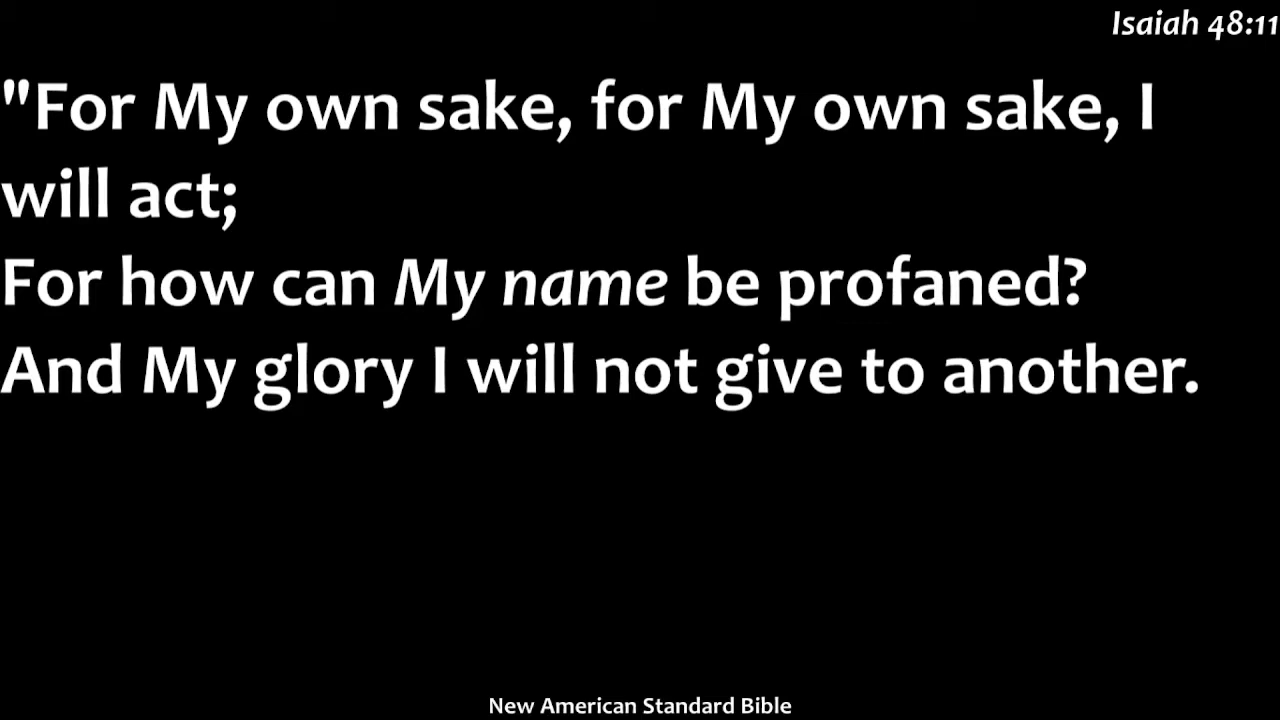 Isaiah 48:11
"For My own sake, for My own sake, I
will act;
For how can My name be profaned?
And My glory I will not give to another.
New American Standard Bible